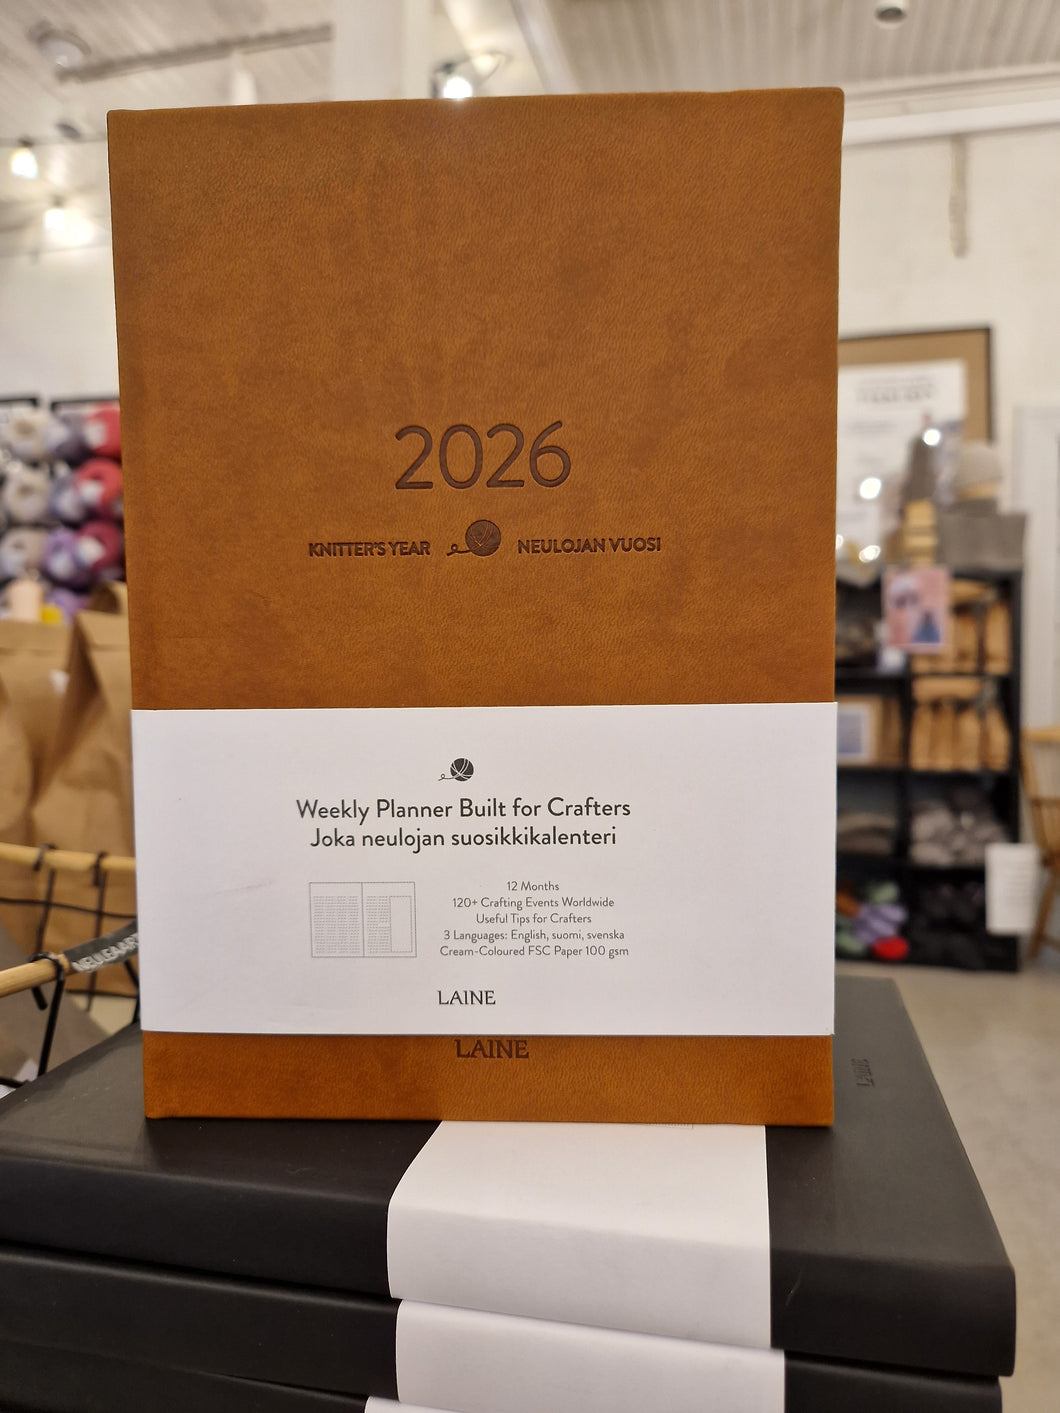 2026
KNITTER'S YEAR NEULOJAN VUOSI
Weekly Planner Built for Crafters
Joka neulojan suosikkikalenteri
12 Months
120+ Crafting Events Worldwide
Useful Tips for Crafters
3 Languages: English, suomi, svenska
Cream-Coloured FSC Paper 100 gsm
LAINE
LAINE
LAINE